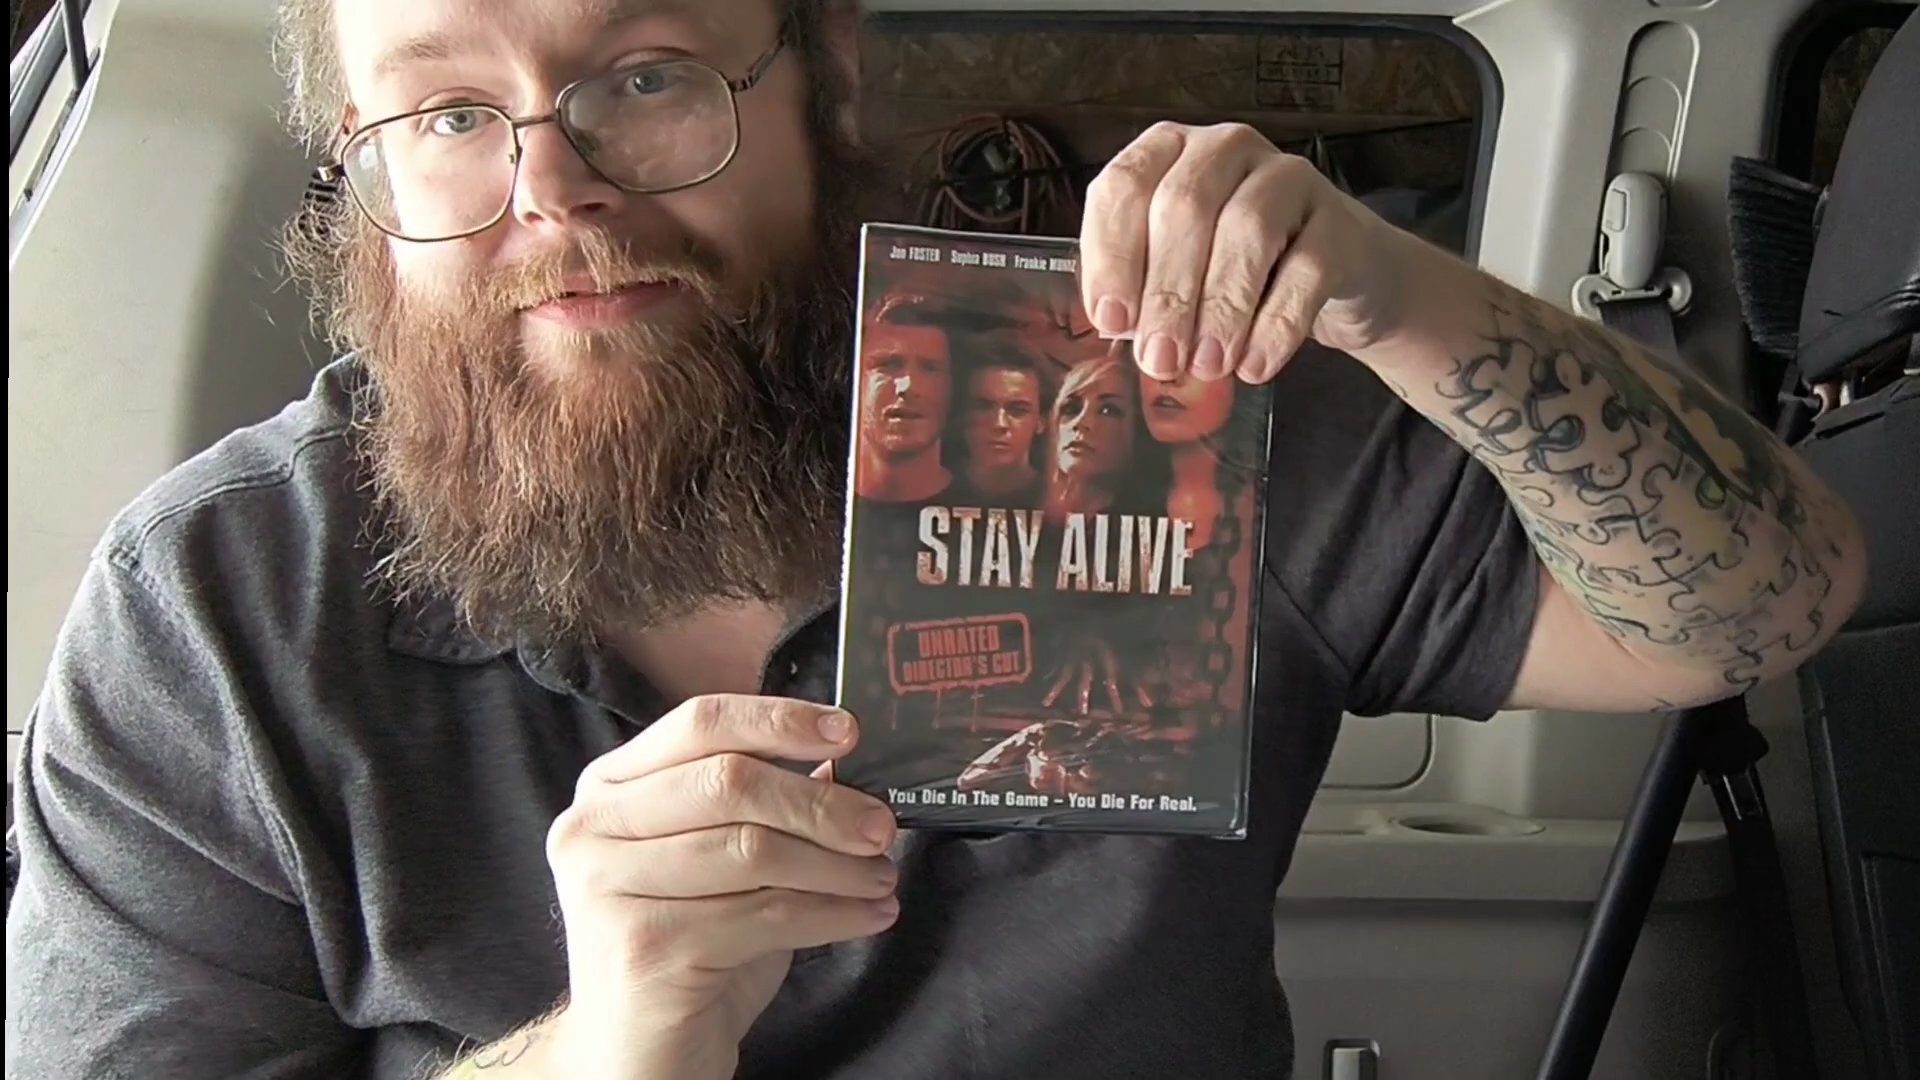 Jon FOSTER Sophia BUSH Frankie MUNIZ
STAY ALIVE
UNRATED
DIRECTOR'S CUT
You Die In The Game – You Die For Real.